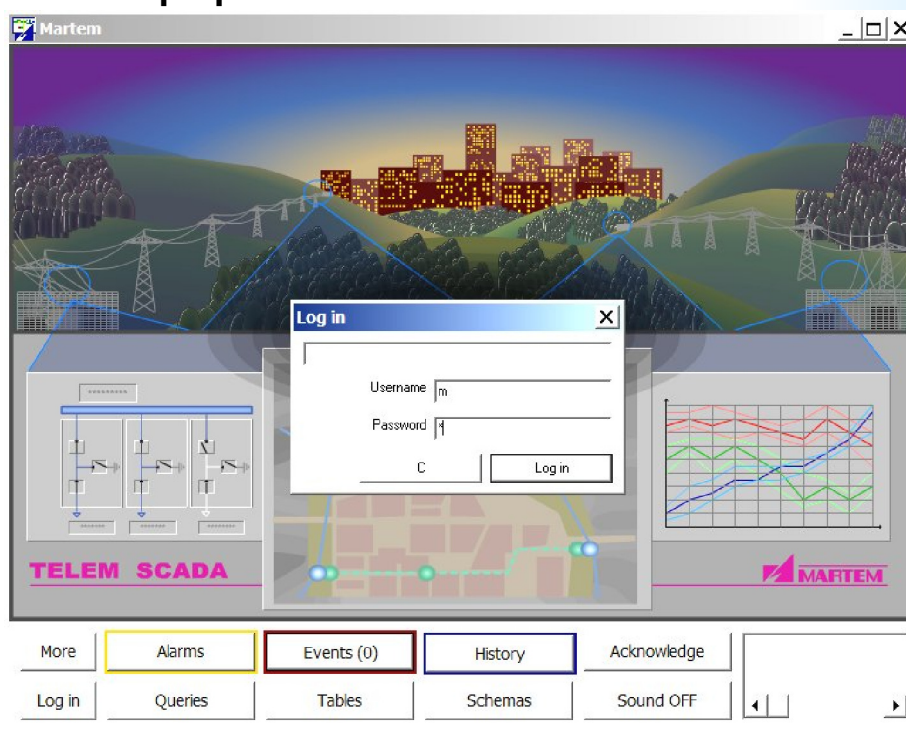 Martem
Log in
Username m
Password *
C Log in
TELEM SCADA
MARTEM
More Alarms Events (0) History Acknowledge
Log in Queries Tables Schemas Sound OFF